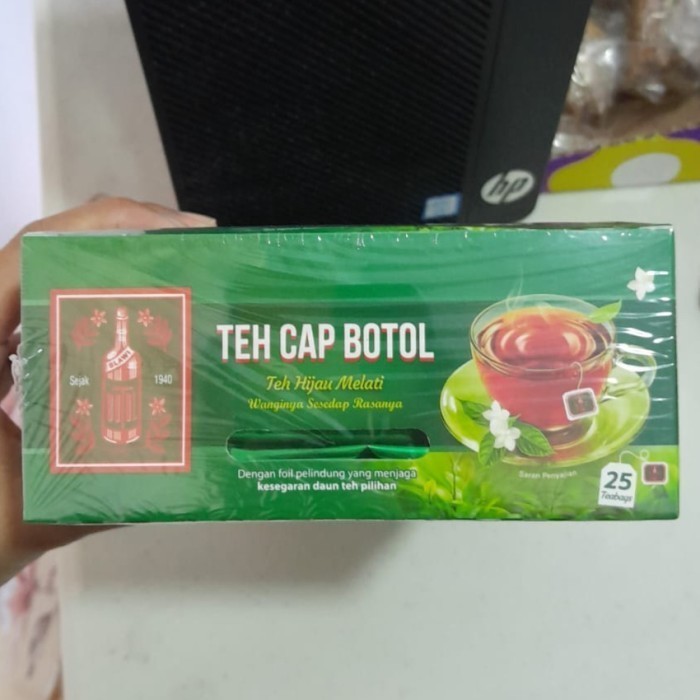 hp
SLAWI
Sejak 1940
TEH CAP BOTOL
Teh Hijau Melati
Wanginya Sesedap Rasanya
Dengan foil pelindung yang menjaga
kesegaran daun teh pilihan
Saran Penyajian
25
Teabags